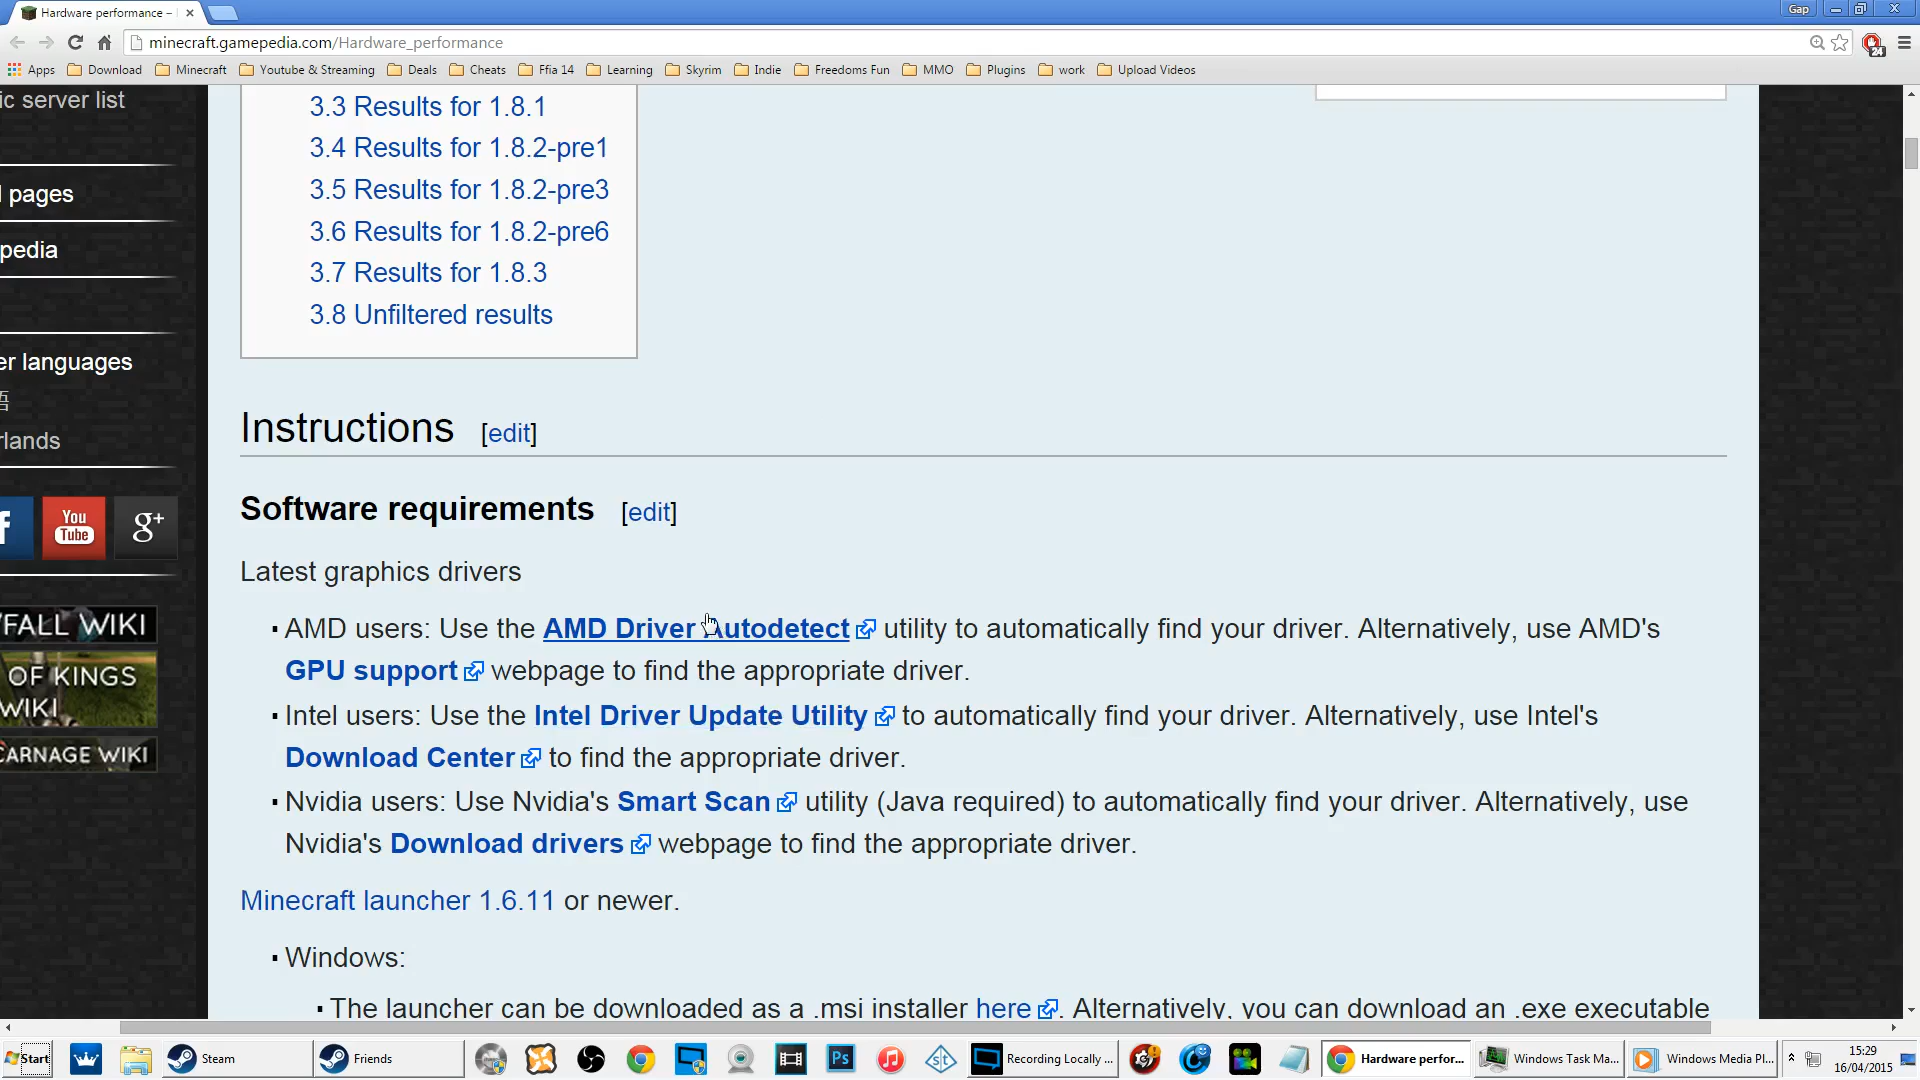 Hardware performance –
Gap
minecraft.gamepedia.com/Hardware_performance
24
Apps
Download
Minecraft
Youtube & Streaming
Deals
Cheats
Ffia 14
Learning
Skyrim
Indie
Freedoms Fun
MMO
Plugins
work
Upload Videos
ic server list
pages
pedia
er languages
語
rlands
f
You
Tube
g+
FALL WIKI
OF KINGS
WIKI
CARNAGE WIKI
3.3 Results for 1.8.1
3.4 Results for 1.8.2-pre1
3.5 Results for 1.8.2-pre3
3.6 Results for 1.8.2-pre6
3.7 Results for 1.8.3
3.8 Unfiltered results
Instructions [edit]
Software requirements [edit]
Latest graphics drivers
▪ AMD users: Use the AMD Driver Autodetect utility to automatically find your driver. Alternatively, use AMD's
GPU support webpage to find the appropriate driver.
▪ Intel users: Use the Intel Driver Update Utility to automatically find your driver. Alternatively, use Intel's
Download Center to find the appropriate driver.
▪ Nvidia users: Use Nvidia's Smart Scan utility (Java required) to automatically find your driver. Alternatively, use
Nvidia's Download drivers webpage to find the appropriate driver.
Minecraft launcher 1.6.11 or newer.
▪ Windows:
▪ The launcher can be downloaded as a .msi installer here. Alternatively, you can download an .exe executable
Start
Steam
Friends
Ps
st
Recording Locally ...
Hardware perfor...
Windows Task Ma...
Windows Media Pl...
15:29
16/04/2015